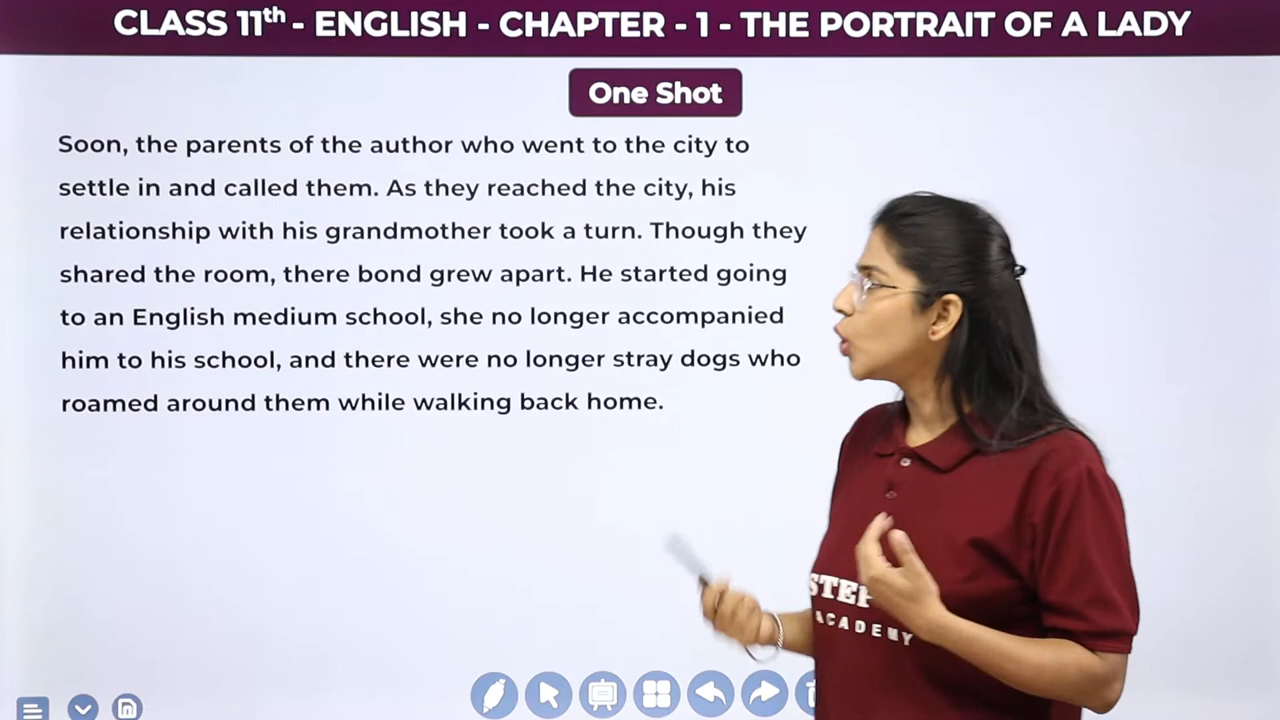 CLASS 11th - ENGLISH - CHAPTER - 1 - THE PORTRAIT OF A LADY
One Shot
Soon, the parents of the author who went to the city to
settle in and called them. As they reached the city, his
relationship with his grandmother took a turn. Though they
shared the room, there bond grew apart. He started going
to an English medium school, she no longer accompanied
him to his school, and there were no longer stray dogs who
roamed around them while walking back home.
STEP
ACADEMY